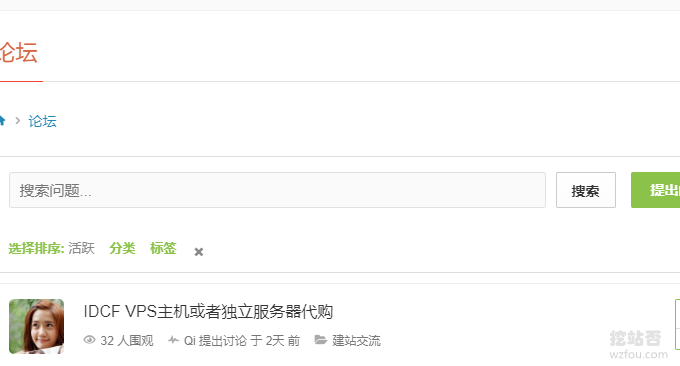 论坛
论坛
搜索问题... 搜索 提出
选择排序: 活跃 分类 标签
IDCF VPS主机或者独立服务器代购
32 人围观 Qi 提出讨论 于 2天 前 建站交流
挖站否
wzfou.com